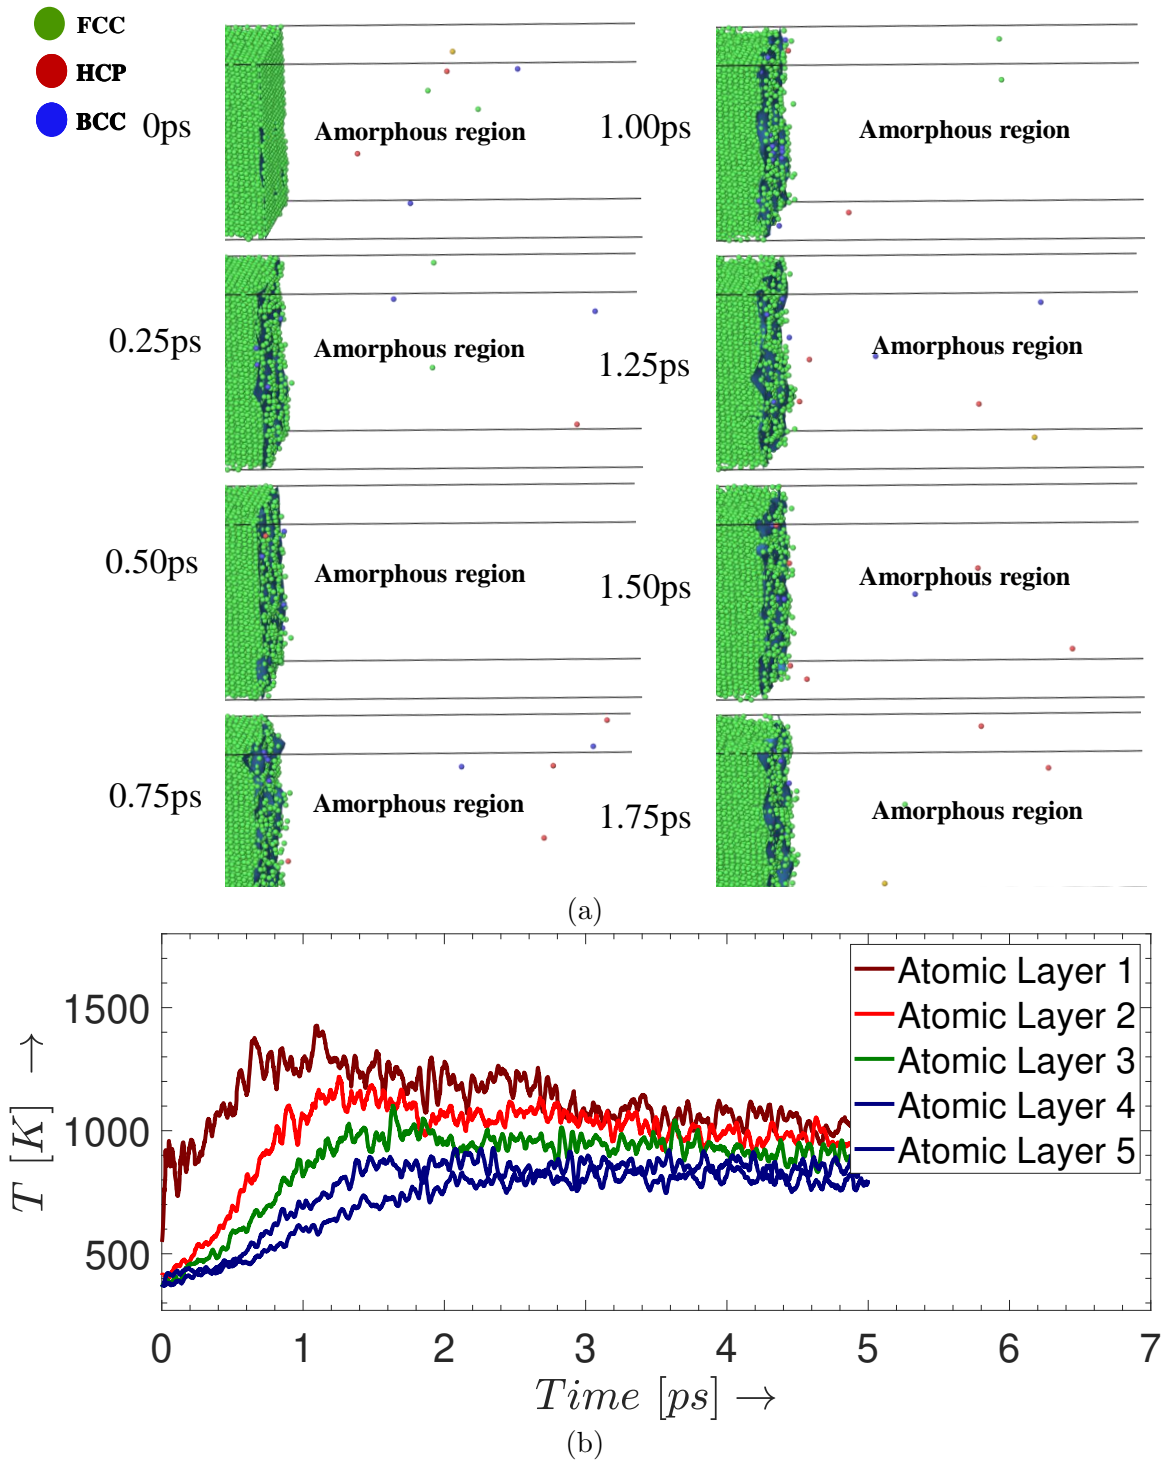 FCC
HCP
BCC
0ps
Amorphous region
1.00ps
Amorphous region
0.25ps
Amorphous region
1.25ps
Amorphous region
0.50ps
Amorphous region
1.50ps
Amorphous region
0.75ps
Amorphous region
1.75ps
Amorphous region
(a)
T [K] →
1500
1000
500
Atomic Layer 1
Atomic Layer 2
Atomic Layer 3
Atomic Layer 4
Atomic Layer 5
0 1 2 3 4 5 6 7
Time [ps] →
(b)